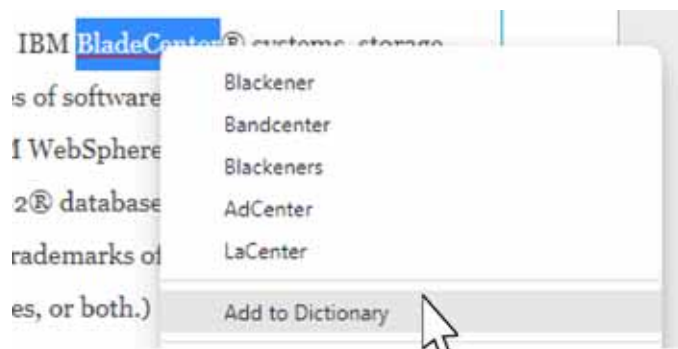 IBM BladeCenter® systems, storage
es of software
M WebSphere
2® database
rademarks of
es, or both.)
Blackener
Bandcenter
Blackeners
AdCenter
LaCenter
Add to Dictionary